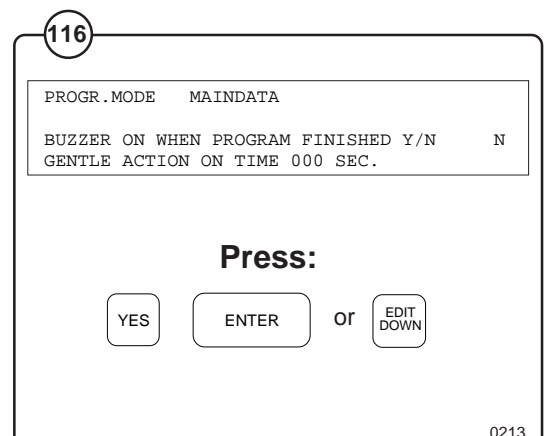 116
PROGR.MODE MAINDATA
BUZZER ON WHEN PROGRAM FINISHED Y/N N
GENTLE ACTION ON TIME 000 SEC.
Press:
YES ENTER or EDIT DOWN
0213